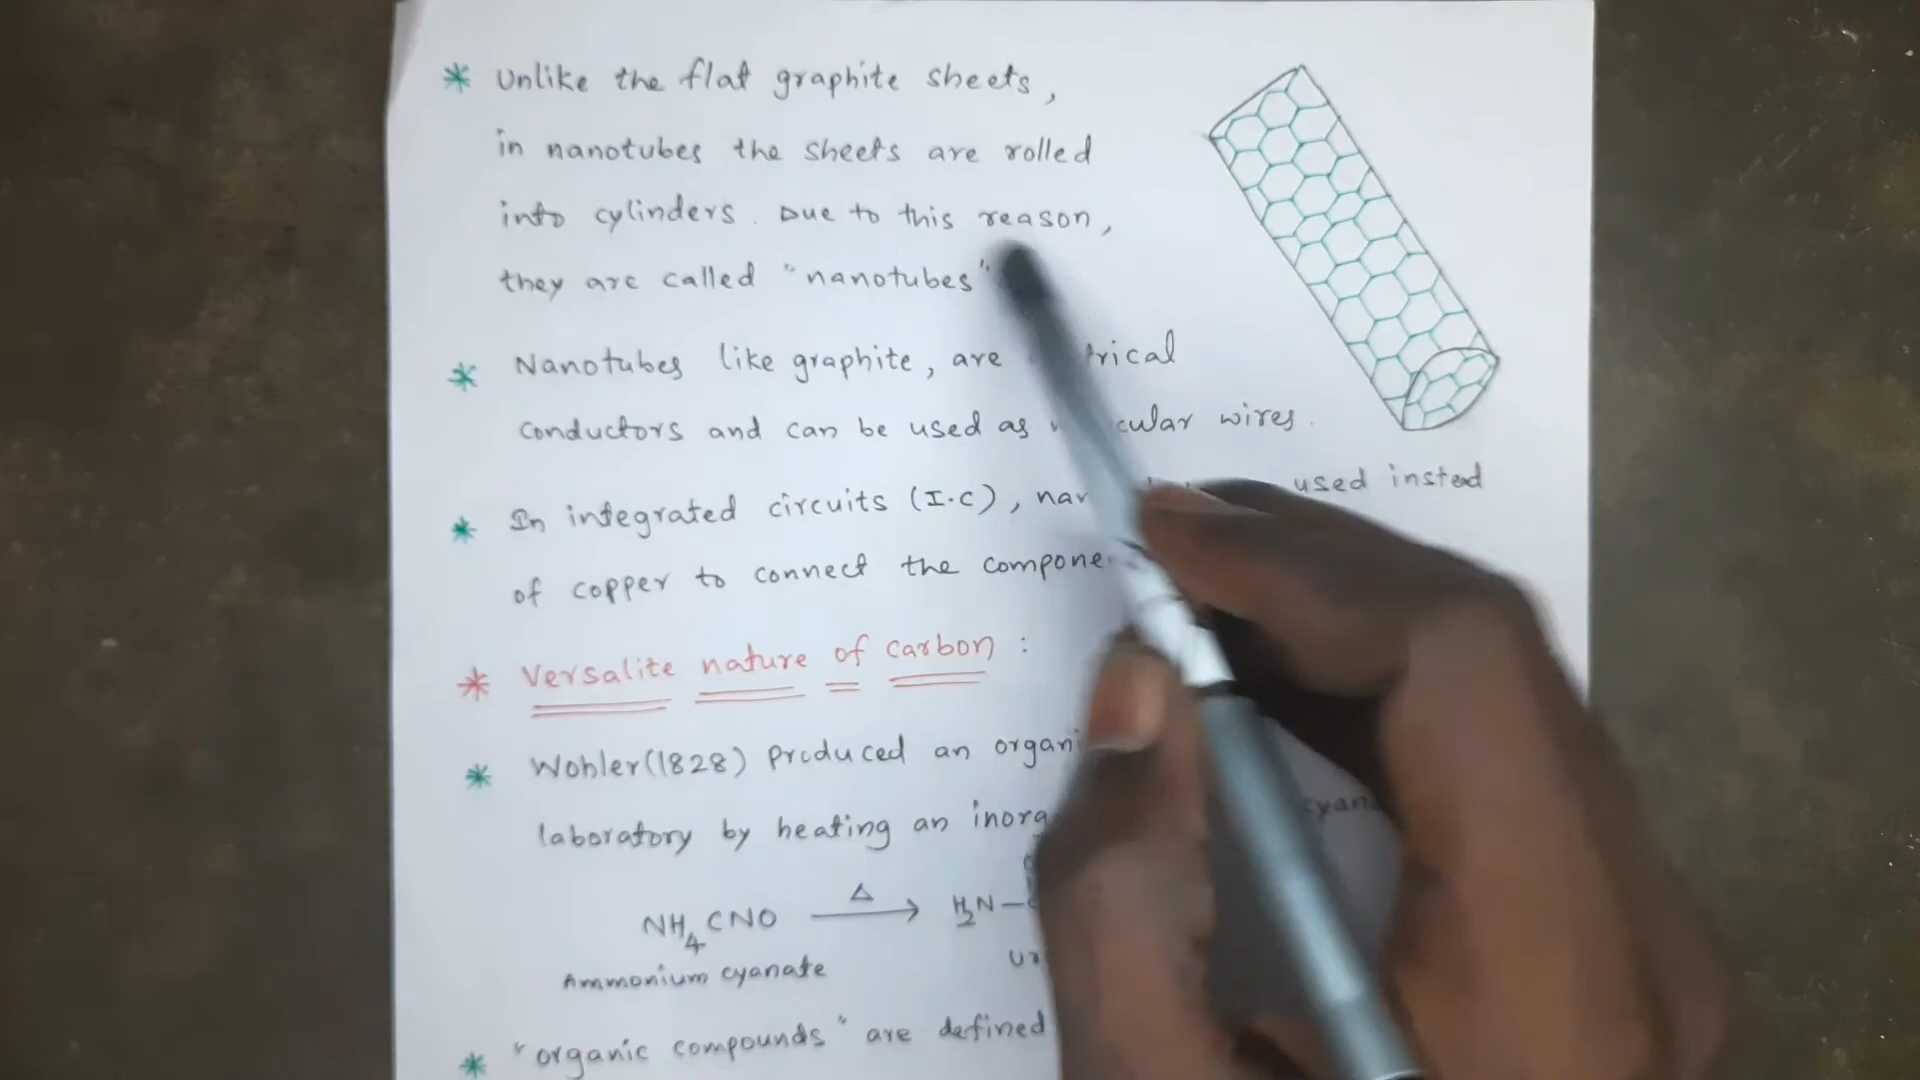 * Unlike the flat graphite sheets,
in nanotubes the sheets are rolled
into cylinders. Due to this reason,
they are called "nanotubes"
* Nanotubes like graphite, are
conductors and can be used as wires.
* In integrated circuits (I.C), used insted
of copper to connect the
* Versalite nature of carbon :
* Wohler(1828) produced an
laboratory by heating an
NH4CNO Δ→ H2N–
Ammonium cyanate
* "organic compounds" are defined